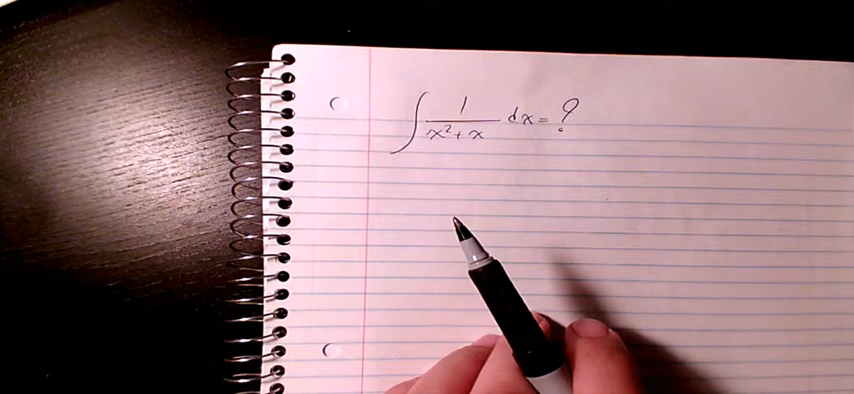 ∫ 1/(x²+x) dx = ?